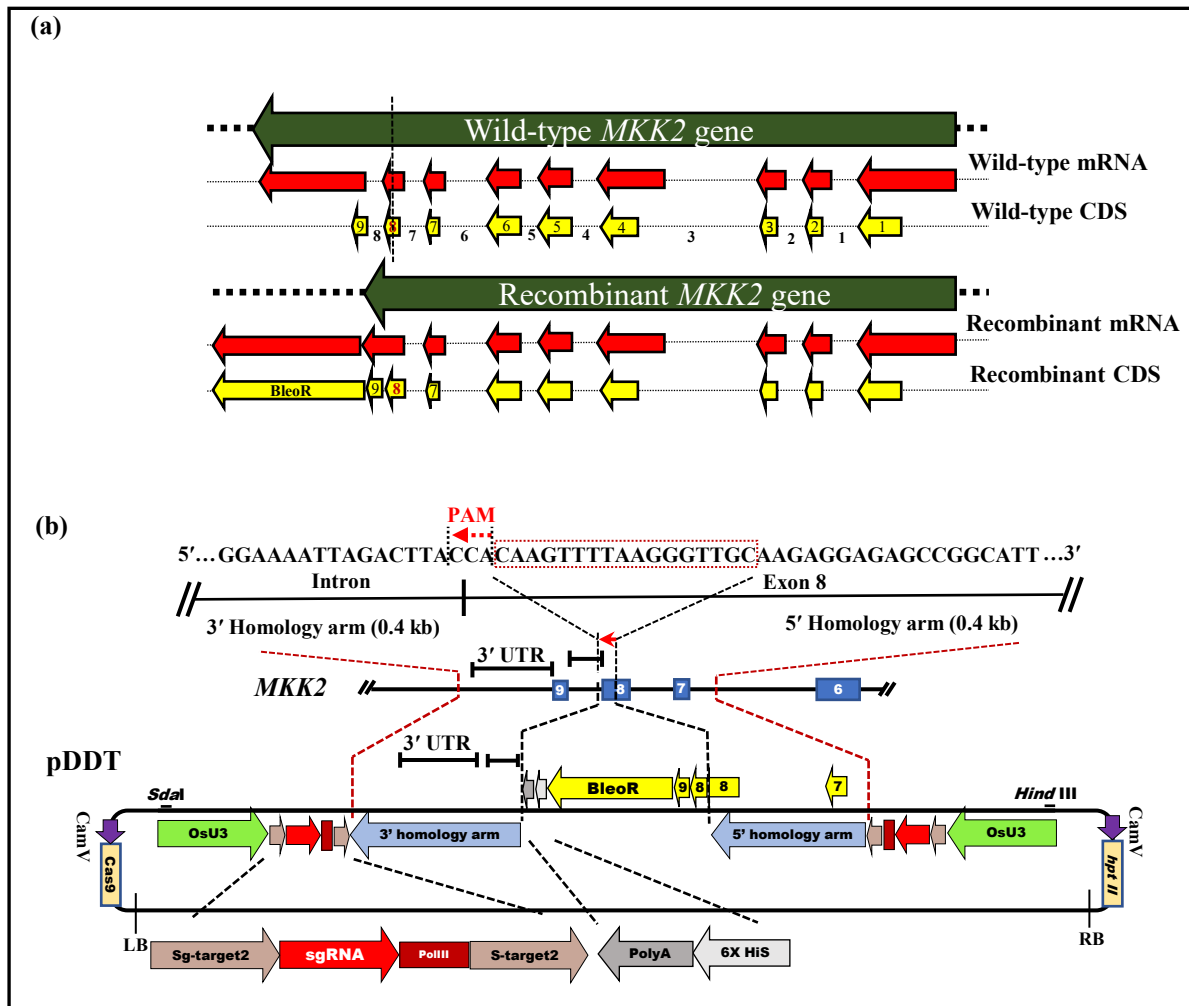 (a)
Wild-type MKK2 gene
Wild-type mRNA
Wild-type CDS
9 8 7 6 5 4 3 2 1
8 7 6 5 4 3 2 1
Recombinant MKK2 gene
Recombinant mRNA
Recombinant CDS
BleoR 9 8 7
(b)
PAM
5′...GGAAAATTAGACTTACCACAAGTTTTAAGGGTTGCAAGAGGAGAGCCGGCATT...3′
Intron Exon 8
3′ Homology arm (0.4 kb) 5′ Homology arm (0.4 kb)
3′ UTR
MKK2 9 8 7 6
3′ UTR
pDDT
BleoR 9 8 8 7
SdaI Hind III
OsU3 3’ homology arm 5’ homology arm OsU3
CamV CamV
Cas9 hpt II
LB RB
Sg-target2 sgRNA PolIII S-target2 PolyA 6X HiS